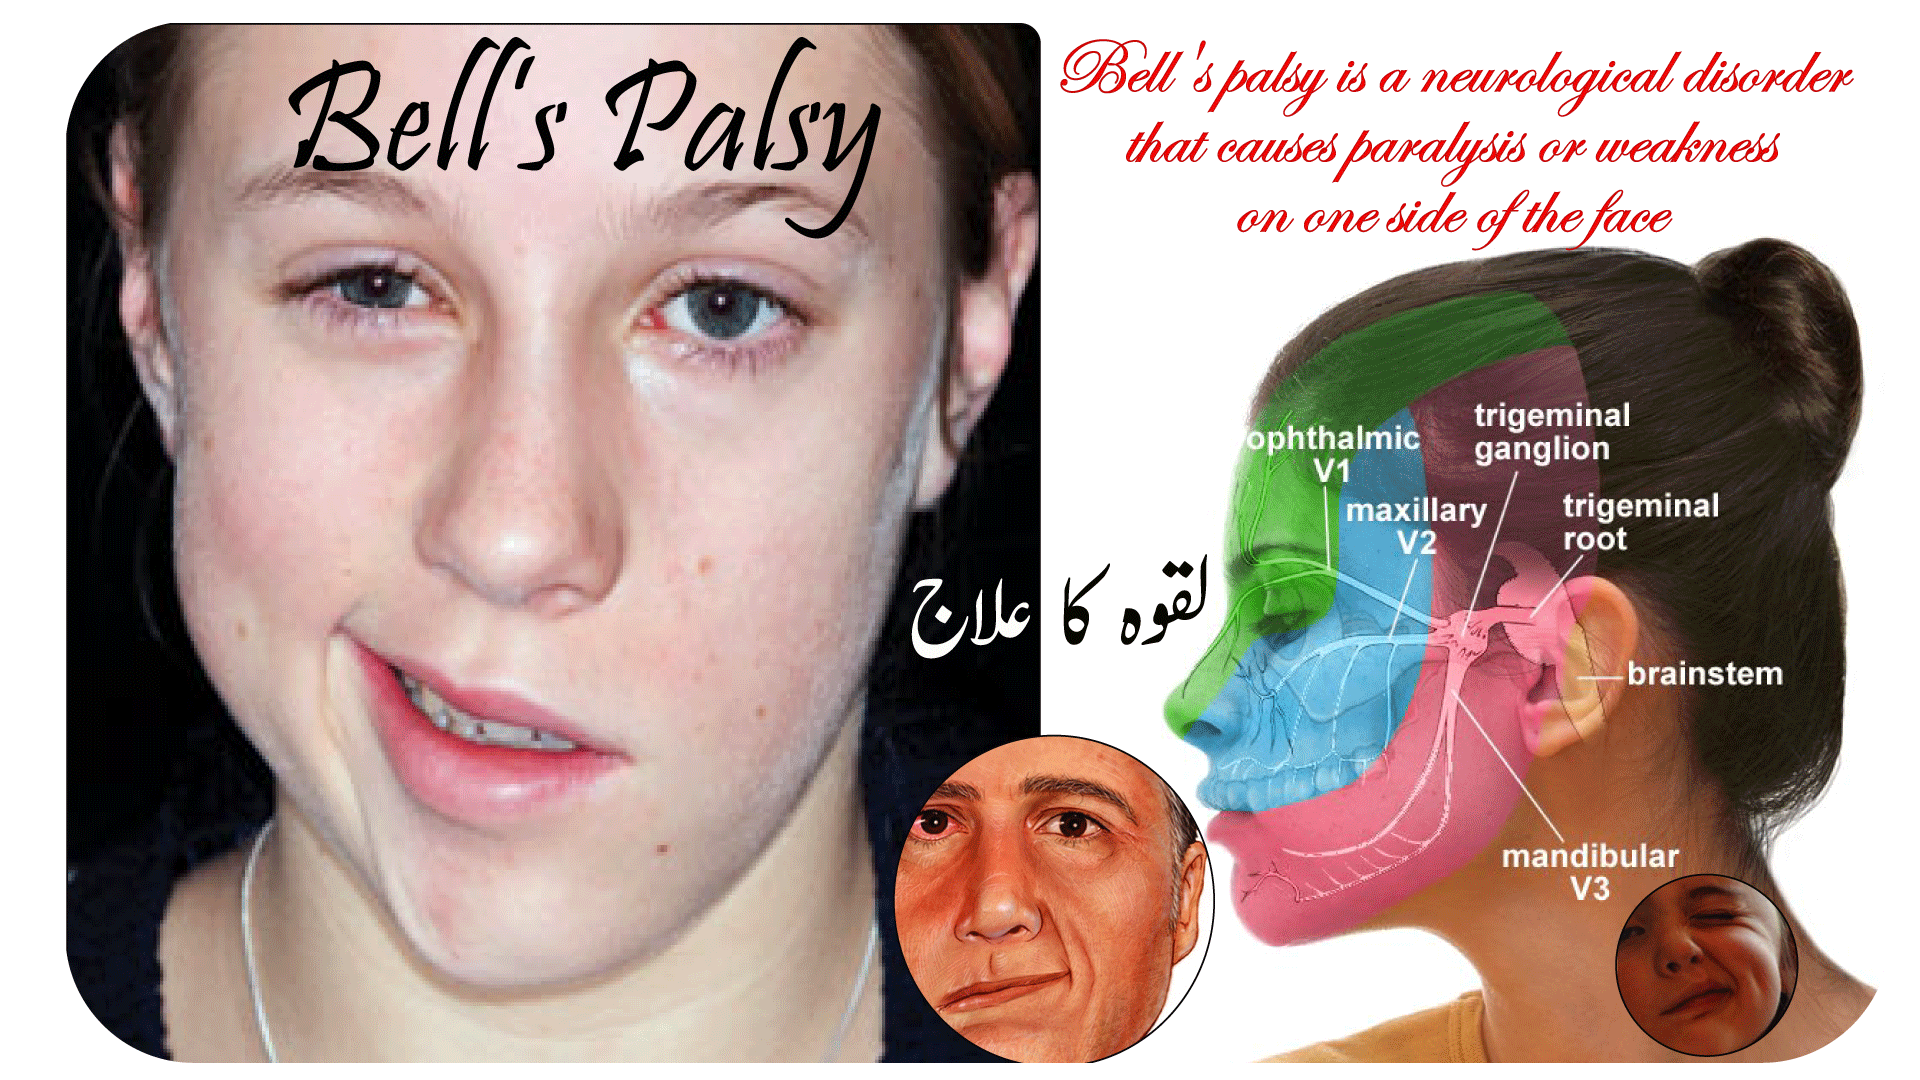 Bell's Palsy
Bell's palsy is a neurological disorder
that causes paralysis or weakness
on one side of the face
لقوہ کا علاج
ophthalmic
V1
maxillary
V2
trigeminal
ganglion
trigeminal
root
brainstem
mandibular
V3